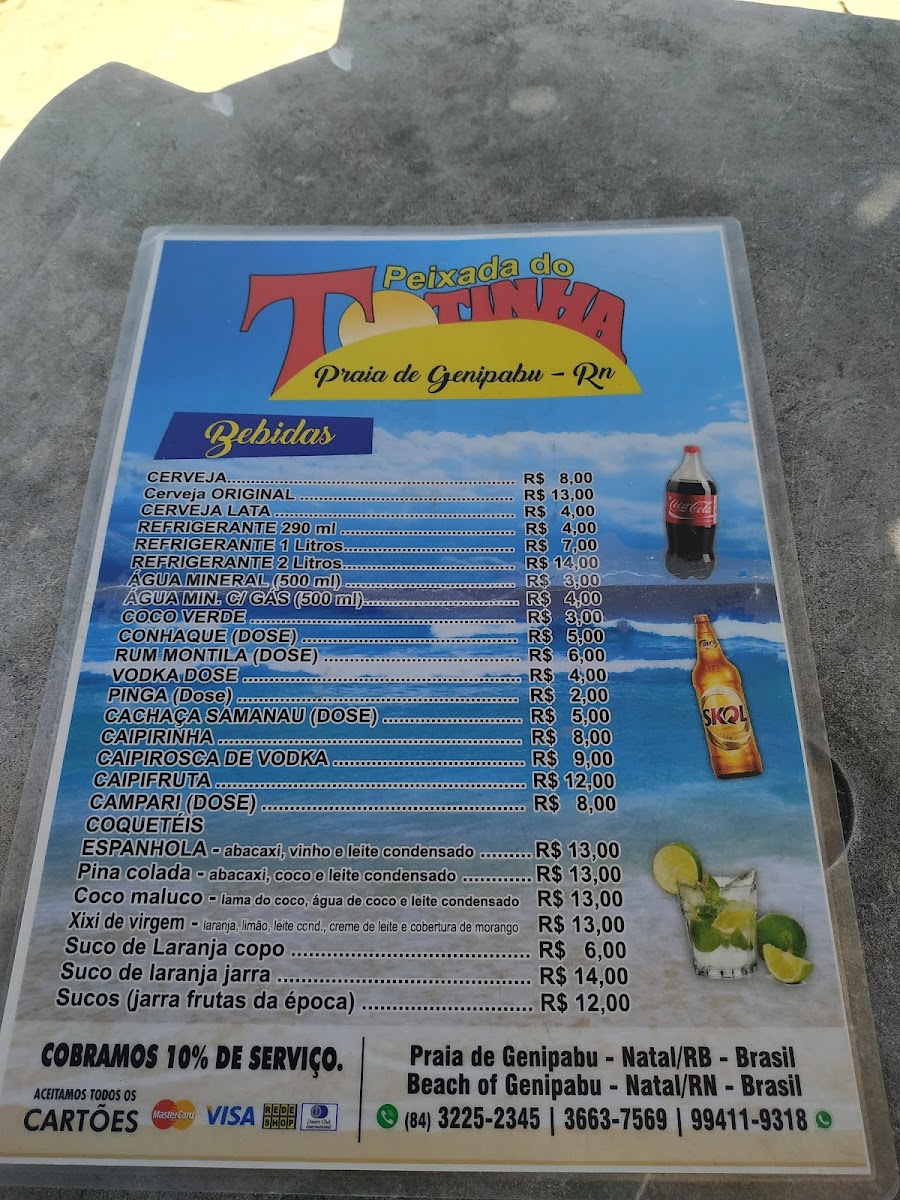 Peixada do
TOTINHA
Praia de Genipabu - Rn
Bebidas
CERVEJA.......... R$ 8,00
Cerveja ORIGINAL .......... R$ 13,00
CERVEJA LATA .......... R$ 4,00
REFRIGERANTE 290 ml .......... R$ 4,00
REFRIGERANTE 1 Litros.......... R$ 7,00
REFRIGERANTE 2 Litros.......... R$ 14,00
ÁGUA MINERAL (500 ml).......... R$ 3,00
ÁGUA MIN. C/ GÁS (500 ml).......... R$ 4,00
COCO VERDE .......... R$ 3,00
CONHAQUE (DOSE) .......... R$ 5,00
RUM MONTILA (DOSE) .......... R$ 6,00
VODKA DOSE .......... R$ 4,00
PINGA (Dose) .......... R$ 2,00
CACHAÇA SAMANAU (DOSE) .......... R$ 5,00
CAIPIRINHA .......... R$ 8,00
CAIPIROSCA DE VODKA .......... R$ 9,00
CAIPIFRUTA .......... R$ 12,00
CAMPARI (DOSE) .......... R$ 8,00
COQUETÉIS
ESPANHOLA - abacaxi, vinho e leite condensado .......... R$ 13,00
Pina colada - abacaxi, coco e leite condensado .......... R$ 13,00
Coco maluco - lama do coco, água de coco e leite condensado R$ 13,00
Xixi de virgem - laranja, limão, leite cond., creme de leite e cobertura de morango R$ 13,00
Suco de Laranja copo .......... R$ 6,00
Suco de laranja jarra .......... R$ 14,00
Sucos (jarra frutas da época) .......... R$ 12,00
Coca-Cola
SKOL
COBRAMOS 10% DE SERVIÇO.
ACEITAMOS TODOS OS
CARTÕES MasterCard VISA REDE SHOP Diners Club International
Praia de Genipabu - Natal/RB - Brasil
Beach of Genipabu - Natal/RN - Brasil
(84) 3225-2345 | 3663-7569 | 99411-9318